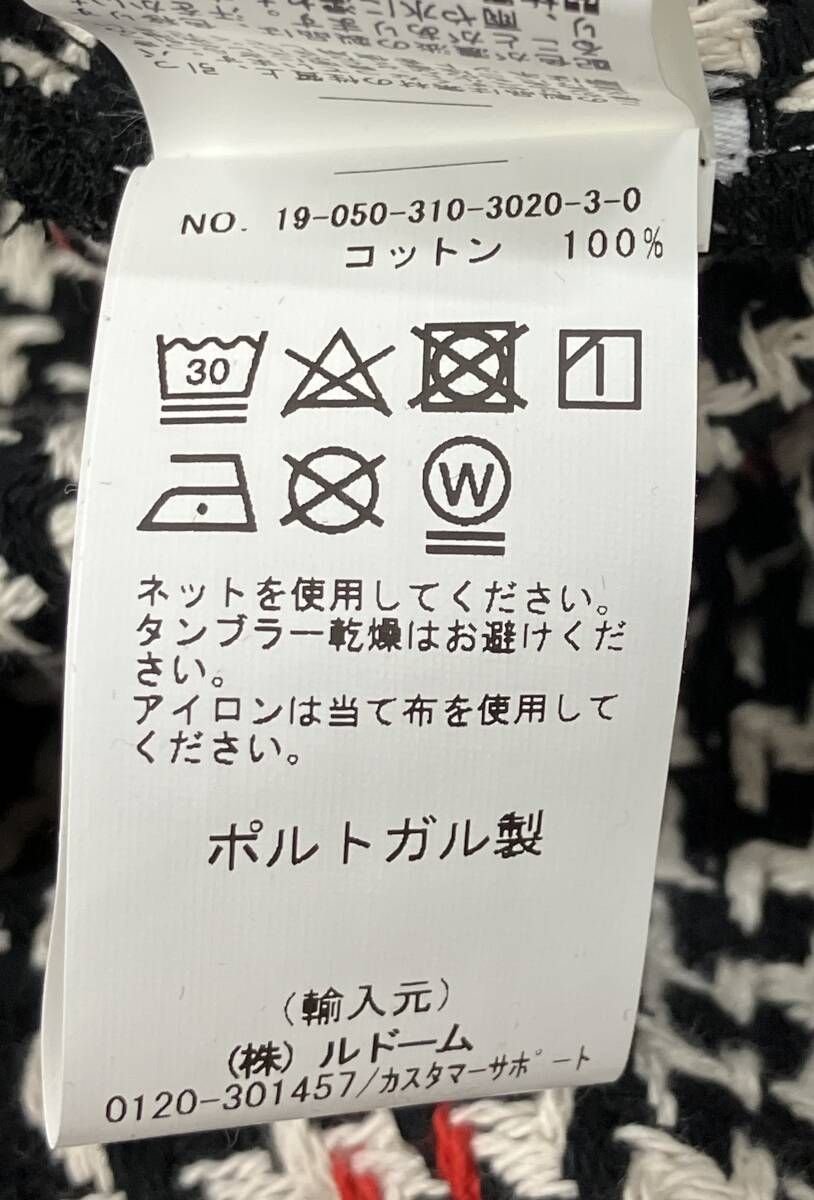 NO. 19-050-310-3020-3-0
コットン 100%
30
W
ネットを使用してください。
タンブラー乾燥はお避けくだ
さい。
アイロンは当て布を使用して
ください。
ポルトガル製
(輸入元)
(株) ルドーム
0120-301457/カスタマーサポート